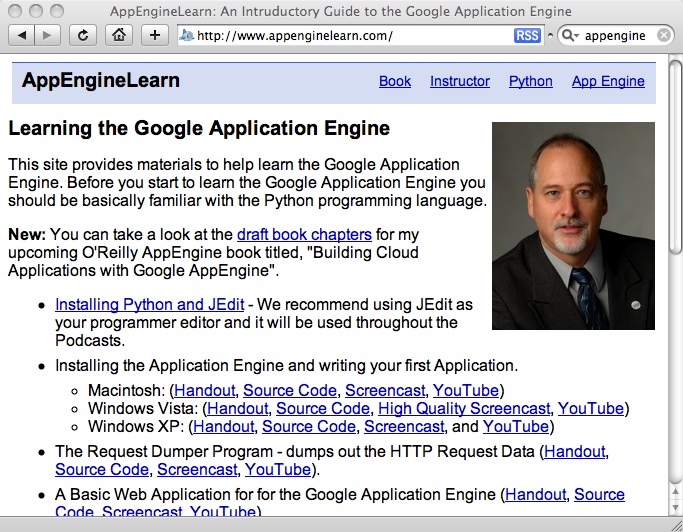 AppEngineLearn: An Intruductory Guide to the Google Application Engine
http://www.appenginelearn.com/
RSS
appengine
AppEngineLearn
Book Instructor Python App Engine
Learning the Google Application Engine
This site provides materials to help learn the Google Application
Engine. Before you start to learn the Google Application Engine you
should be basically familiar with the Python programming language.
New: You can take a look at the draft book chapters for my
upcoming O'Reilly AppEngine book titled, "Building Cloud
Applications with Google AppEngine".
• Installing Python and JEdit - We recommend using JEdit as
your programmer editor and it will be used throughout the
Podcasts.
• Installing the Application Engine and writing your first Application.
◦ Macintosh: (Handout, Source Code, Screencast, YouTube)
◦ Windows Vista: (Handout, Source Code, High Quality Screencast, YouTube)
◦ Windows XP: (Handout, Source Code, Screencast, and YouTube)
• The Request Dumper Program - dumps out the HTTP Request Data (Handout,
Source Code, Screencast, YouTube).
• A Basic Web Application for for the Google Application Engine (Handout, Source
Code, Screencast, YouTube)